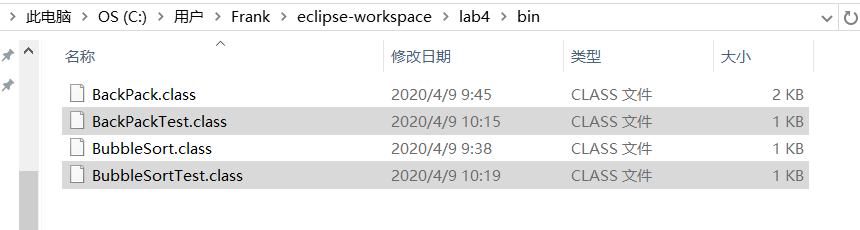 此电脑 > OS (C:) > 用户 > Frank > eclipse-workspace > lab4 > bin
名称 修改日期 类型 大小
BackPack.class 2020/4/9 9:45 CLASS 文件 2 KB
BackPackTest.class 2020/4/9 10:15 CLASS 文件 1 KB
BubbleSort.class 2020/4/9 9:38 CLASS 文件 1 KB
BubbleSortTest.class 2020/4/9 10:19 CLASS 文件 1 KB